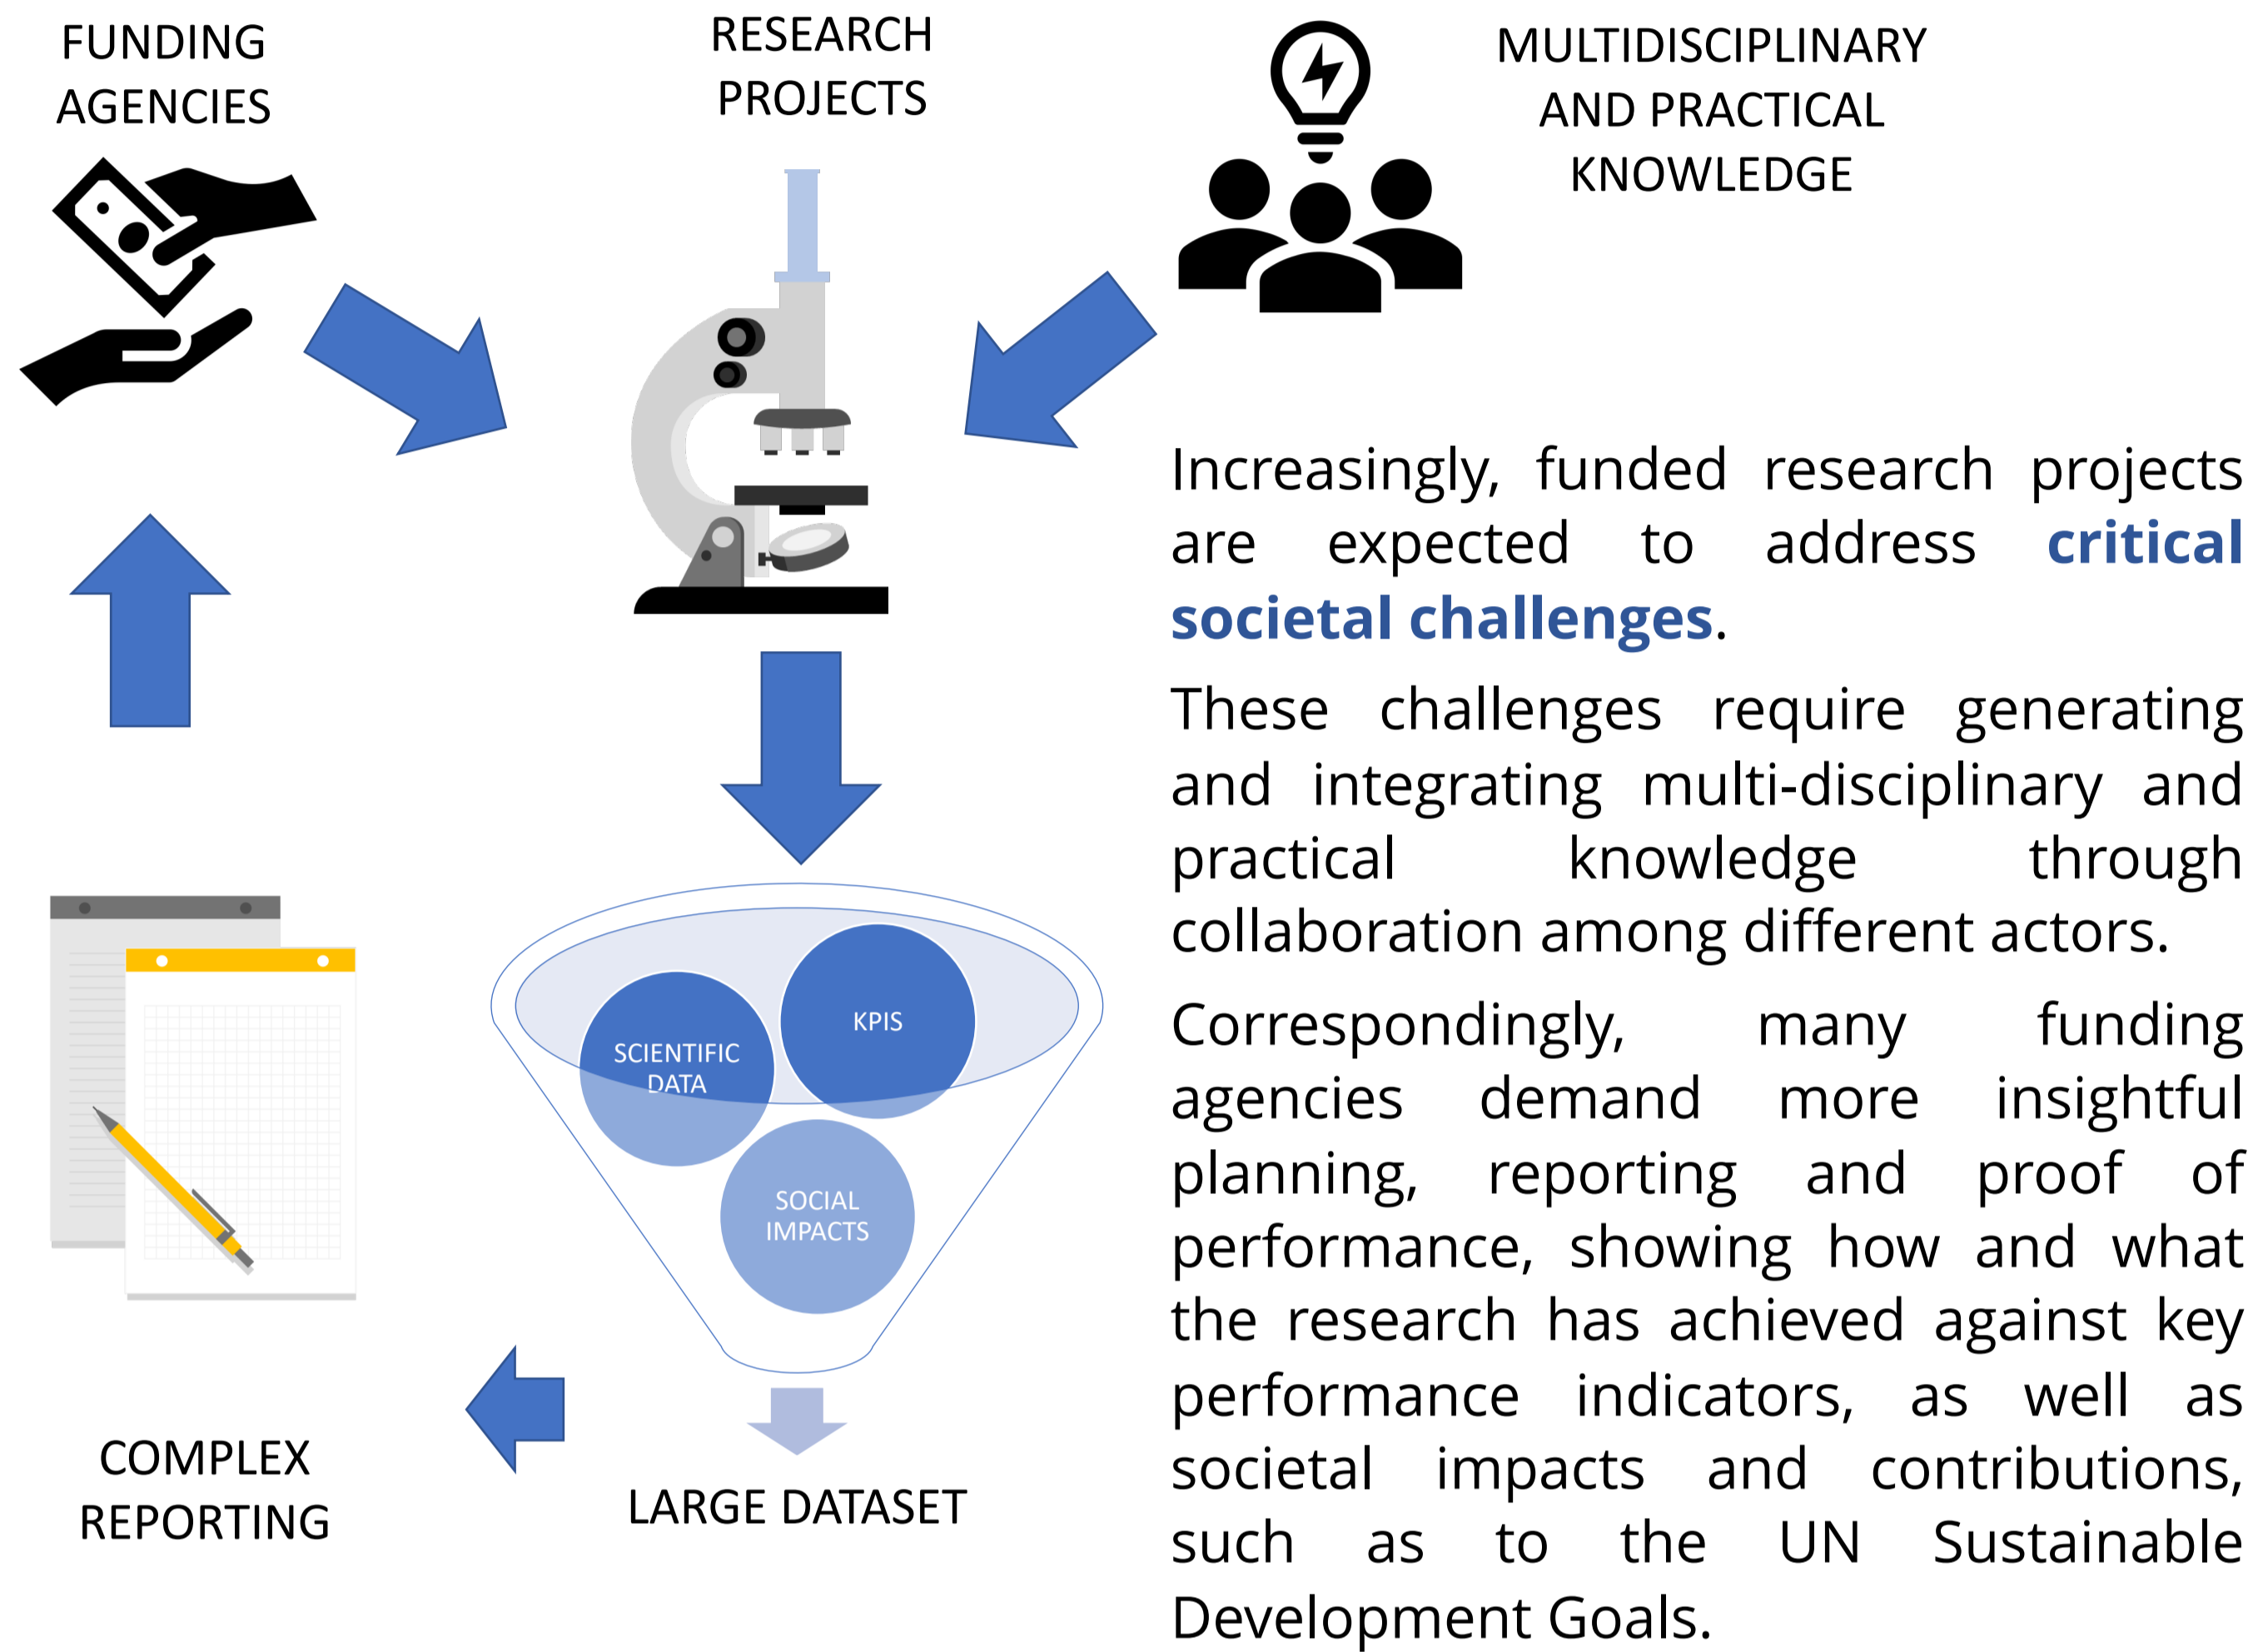 FUNDING
AGENCIES
RESEARCH
PROJECTS
MULTIDISCIPLINARY
AND PRACTICAL
KNOWLEDGE
Increasingly, funded research projects
are expected to address critical
societal challenges.
These challenges require generating
and integrating multi-disciplinary and
practical knowledge through
collaboration among different actors.
Correspondingly, many funding
agencies demand more insightful
planning, reporting and proof of
performance, showing how and what
the research has achieved against key
performance indicators, as well as
societal impacts and contributions,
such as to the UN Sustainable
Development Goals.
KPIS
SCIENTIFIC
DATA
SOCIAL
IMPACTS
COMPLEX
REPORTING
LARGE DATASET